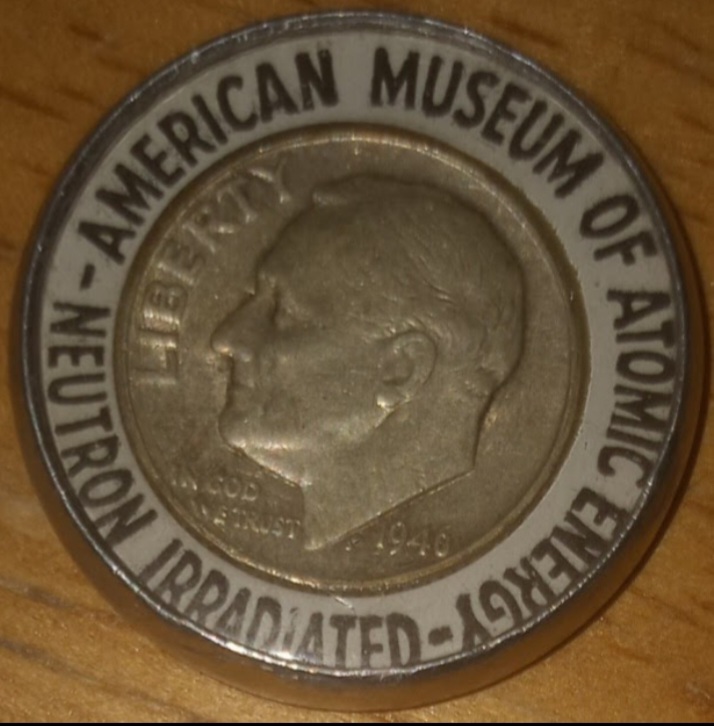 AMERICAN MUSEUM OF ATOMIC ENERGY-
NEUTRON IRRADIATED-
LIBERTY
IN GOD
WE TRUST
1946